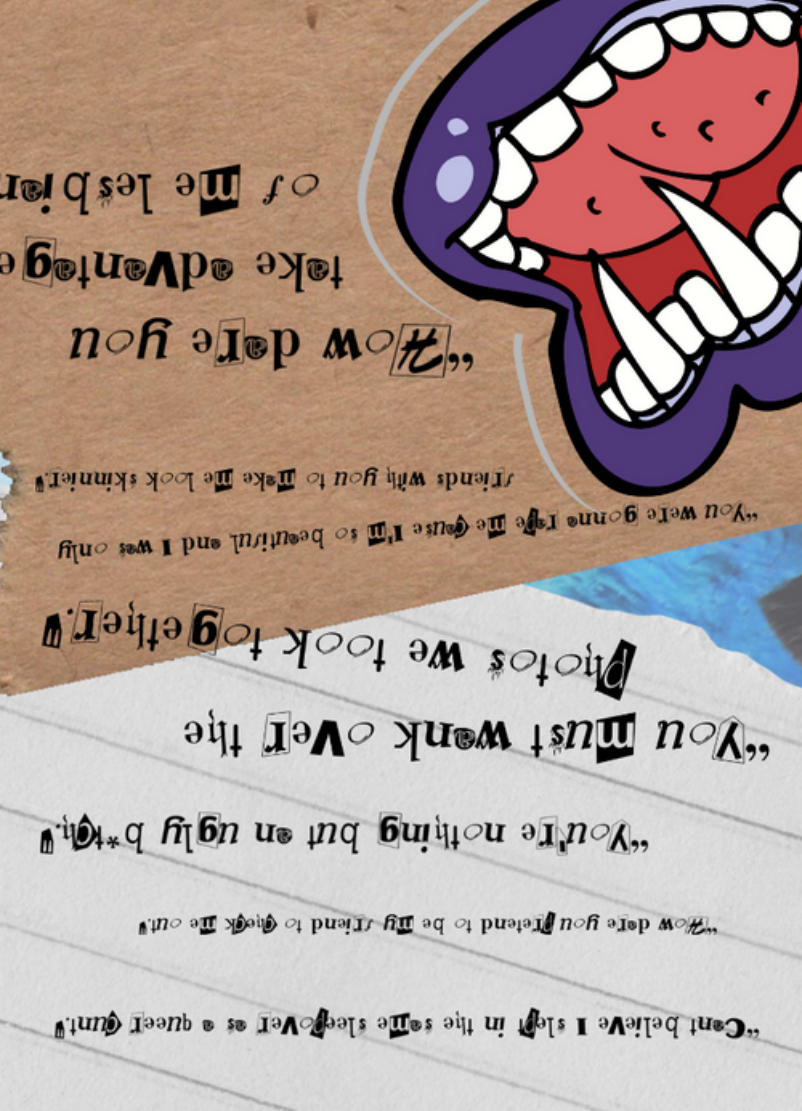 “Cant believe I slept in the same sleepover as a queer cunt."
“How dare you pretend to be my friend to check me out."
“You're nothing but an ugly b*tch."
“You must wank over the
photos we took together."
“You were gonna rape me cause I'm so beautiful and I was only
friends with you to make me look skinnier."
“How dare you
take advantage
of me lesbian